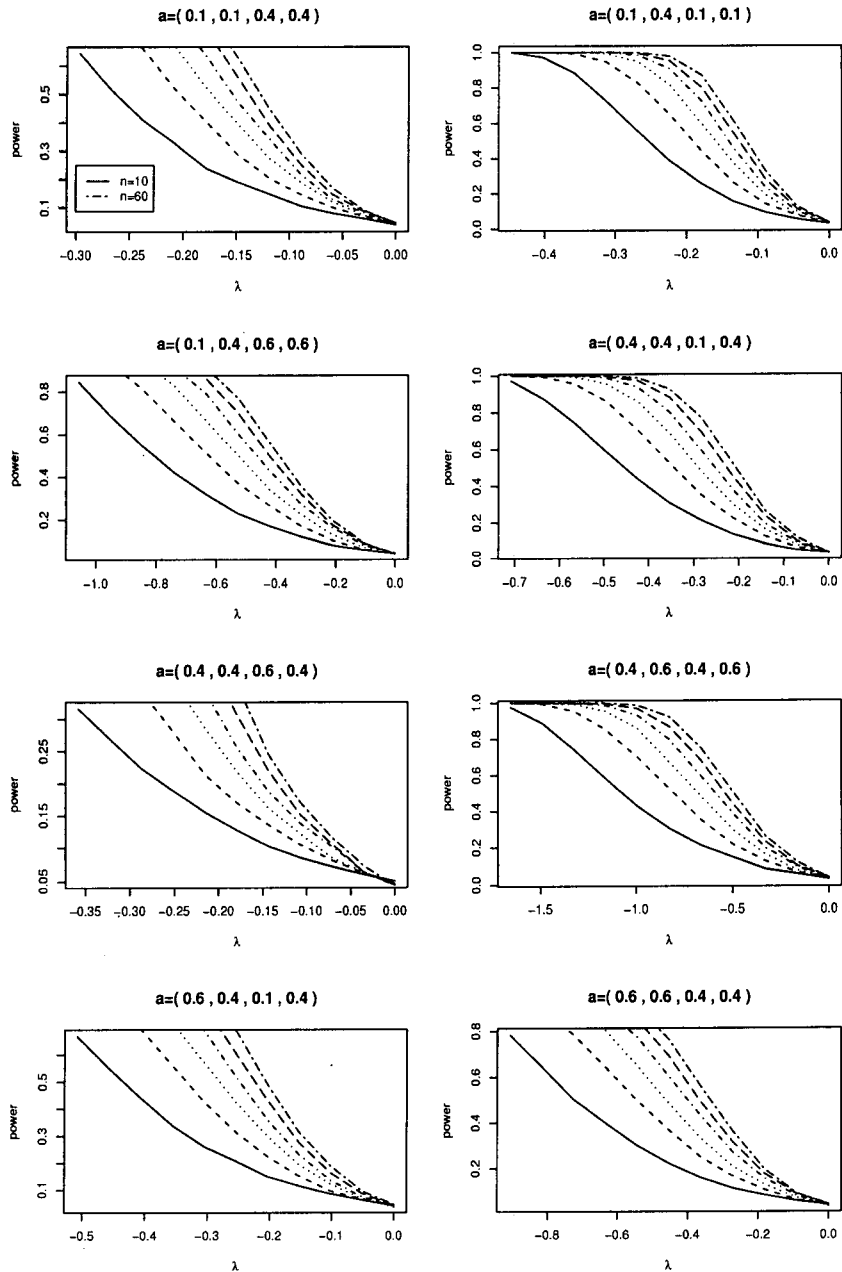 a=( 0.1 , 0.1 , 0.4 , 0.4 )
power
0.1 0.3 0.5
n=10
n=60
−0.30 −0.25 −0.20 −0.15 −0.10 −0.05 0.00
λ
a=( 0.1 , 0.4 , 0.1 , 0.1 )
power
0.0 0.2 0.4 0.6 0.8 1.0
−0.4 −0.3 −0.2 −0.1 0.0
λ
a=( 0.1 , 0.4 , 0.6 , 0.6 )
power
0.2 0.4 0.6 0.8
−1.0 −0.8 −0.6 −0.4 −0.2 0.0
λ
a=( 0.4 , 0.4 , 0.1 , 0.4 )
power
0.0 0.2 0.4 0.6 0.8 1.0
−0.7 −0.6 −0.5 −0.4 −0.3 −0.2 −0.1 0.0
λ
a=( 0.4 , 0.4 , 0.6 , 0.4 )
power
0.05 0.15 0.25
−0.35 −0.30 −0.25 −0.20 −0.15 −0.10 −0.05 0.00
λ
a=( 0.4 , 0.6 , 0.4 , 0.6 )
power
0.0 0.2 0.4 0.6 0.8 1.0
−1.5 −1.0 −0.5 0.0
λ
a=( 0.6 , 0.4 , 0.1 , 0.4 )
power
0.1 0.3 0.5
−0.5 −0.4 −0.3 −0.2 −0.1 0.0
λ
a=( 0.6 , 0.6 , 0.4 , 0.4 )
power
0.2 0.4 0.6 0.8
−0.8 −0.6 −0.4 −0.2 0.0
λ